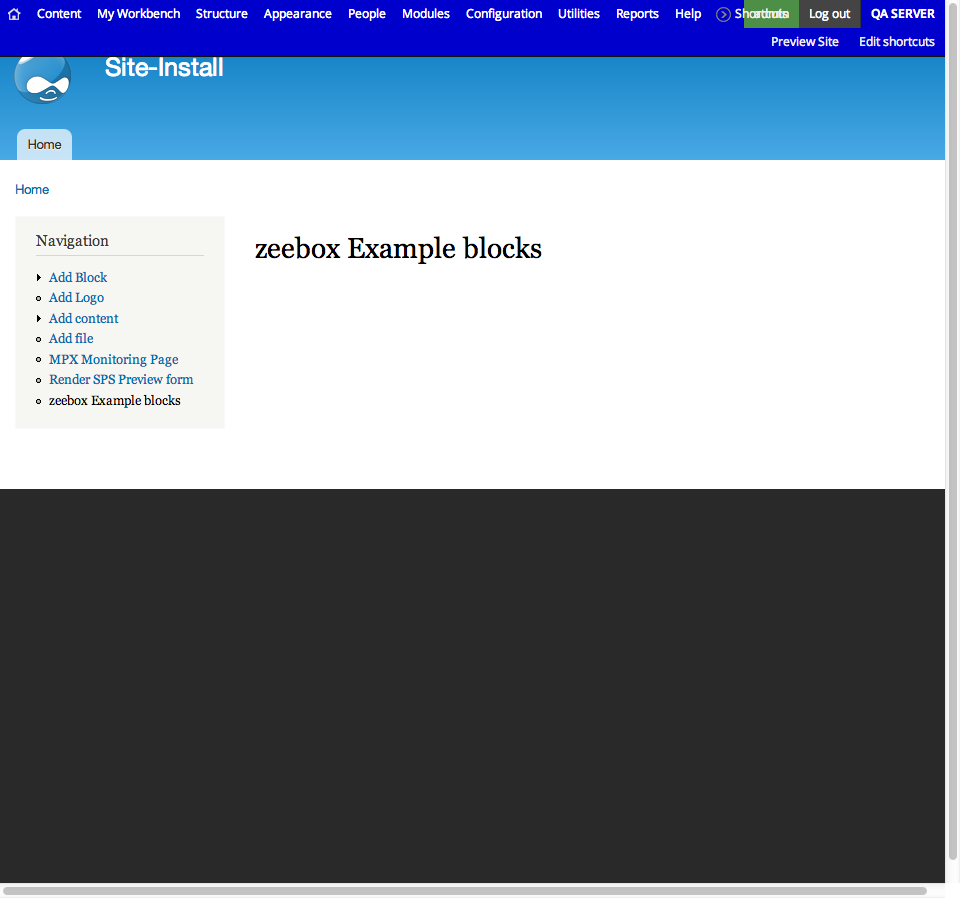 Content My Workbench Structure Appearance People Modules Configuration Utilities Reports Help Shortcuts Log out QA SERVER
Preview Site Edit shortcuts
Site-Install
Home
Home
Navigation
zeebox Example blocks
Add Block
Add Logo
Add content
Add file
MPX Monitoring Page
Render SPS Preview form
zeebox Example blocks